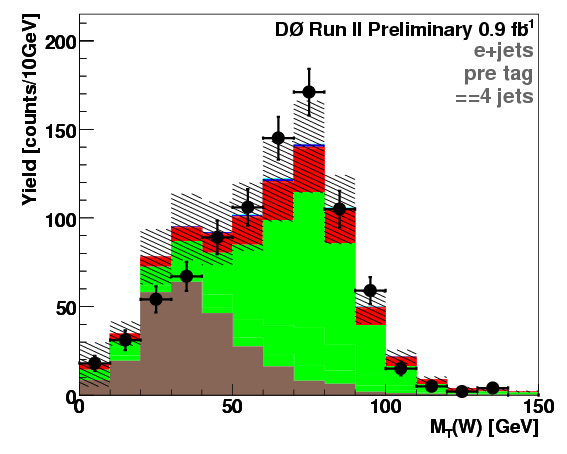 DØ Run II Preliminary 0.9 fb-1
e+jets
pre tag
==4 jets
Yield [counts/10GeV]
200
150
100
50
0
0 50 100 150
MT(W) [GeV]